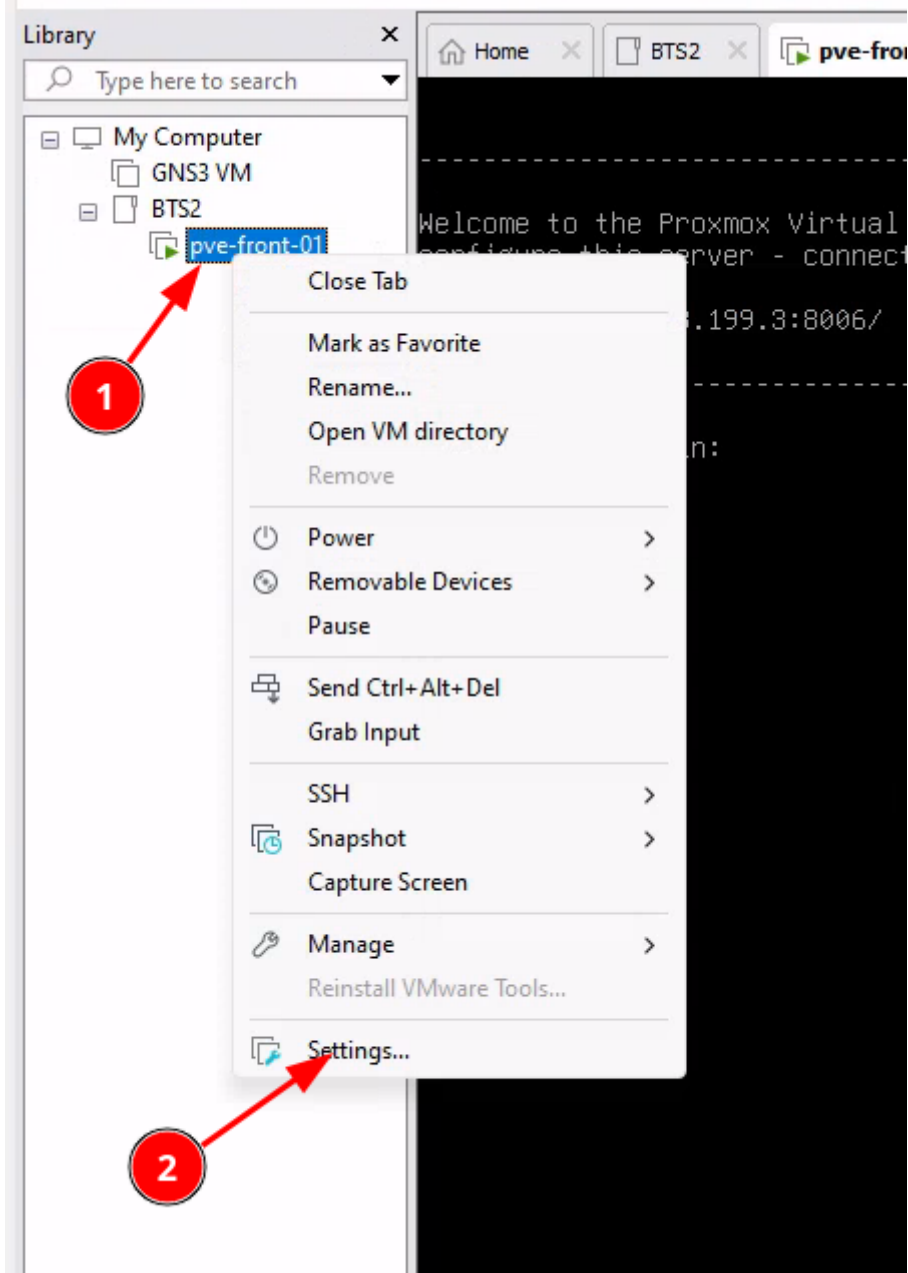 Library
Type here to search
My Computer
GNS3 VM
BTS2
pve-front-01
Home
BTS2
pve-fro
Welcome to the Proxmox Virtual
server - connect
.199.3:8006/
n:
Close Tab
Mark as Favorite
Rename...
Open VM directory
Remove
Power
Removable Devices
Pause
Send Ctrl+Alt+Del
Grab Input
SSH
Snapshot
Capture Screen
Manage
Reinstall VMware Tools...
Settings...
1
2